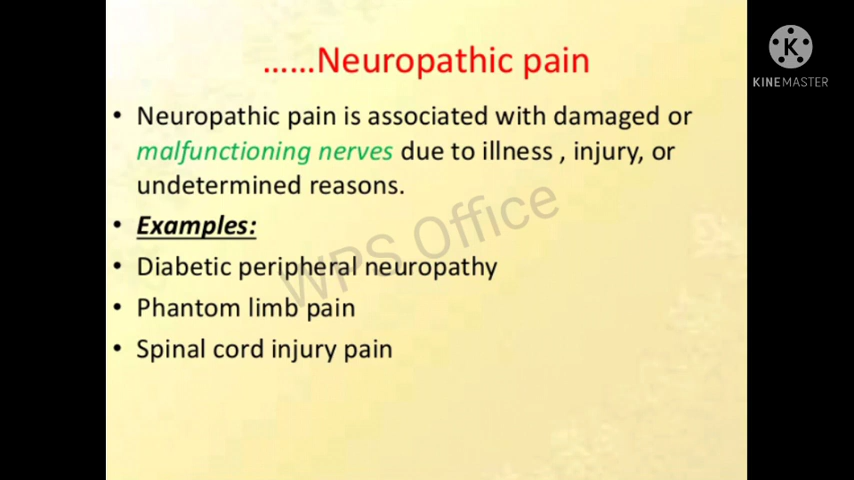 ……Neuropathic pain
• Neuropathic pain is associated with damaged or
malfunctioning nerves due to illness , injury, or
undetermined reasons.
• Examples:
• Diabetic peripheral neuropathy
• Phantom limb pain
• Spinal cord injury pain
WPS Office
K
KINEMASTER